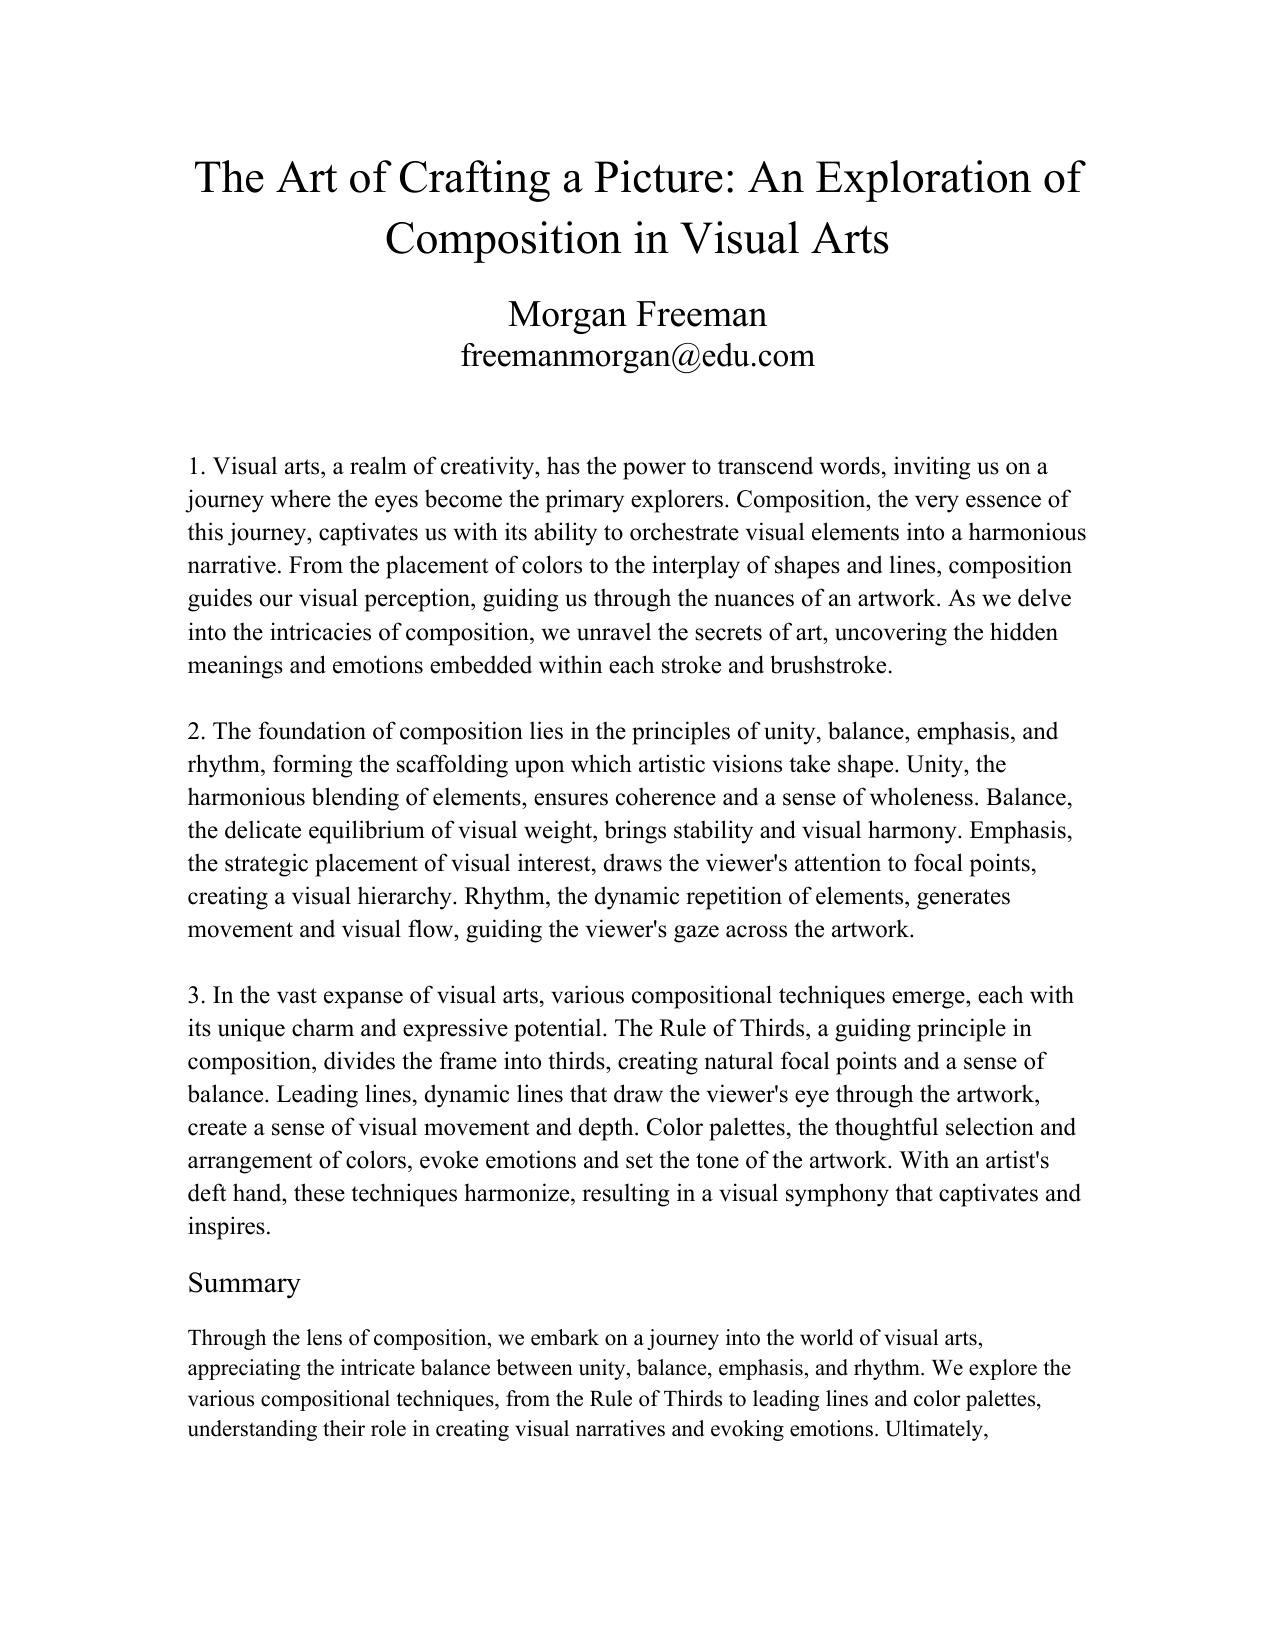 The Art of Crafting a Picture: An Exploration of
Composition in Visual Arts
Morgan Freeman
freemanmorgan@edu.com
1. Visual arts, a realm of creativity, has the power to transcend words, inviting us on a
journey where the eyes become the primary explorers. Composition, the very essence of
this journey, captivates us with its ability to orchestrate visual elements into a harmonious
narrative. From the placement of colors to the interplay of shapes and lines, composition
guides our visual perception, guiding us through the nuances of an artwork. As we delve
into the intricacies of composition, we unravel the secrets of art, uncovering the hidden
meanings and emotions embedded within each stroke and brushstroke.
2. The foundation of composition lies in the principles of unity, balance, emphasis, and
rhythm, forming the scaffolding upon which artistic visions take shape. Unity, the
harmonious blending of elements, ensures coherence and a sense of wholeness. Balance,
the delicate equilibrium of visual weight, brings stability and visual harmony. Emphasis,
the strategic placement of visual interest, draws the viewer's attention to focal points,
creating a visual hierarchy. Rhythm, the dynamic repetition of elements, generates
movement and visual flow, guiding the viewer's gaze across the artwork.
3. In the vast expanse of visual arts, various compositional techniques emerge, each with
its unique charm and expressive potential. The Rule of Thirds, a guiding principle in
composition, divides the frame into thirds, creating natural focal points and a sense of
balance. Leading lines, dynamic lines that draw the viewer's eye through the artwork,
create a sense of visual movement and depth. Color palettes, the thoughtful selection and
arrangement of colors, evoke emotions and set the tone of the artwork. With an artist's
deft hand, these techniques harmonize, resulting in a visual symphony that captivates and
inspires.
Summary
Through the lens of composition, we embark on a journey into the world of visual arts,
appreciating the intricate balance between unity, balance, emphasis, and rhythm. We explore the
various compositional techniques, from the Rule of Thirds to leading lines and color palettes,
understanding their role in creating visual narratives and evoking emotions. Ultimately,